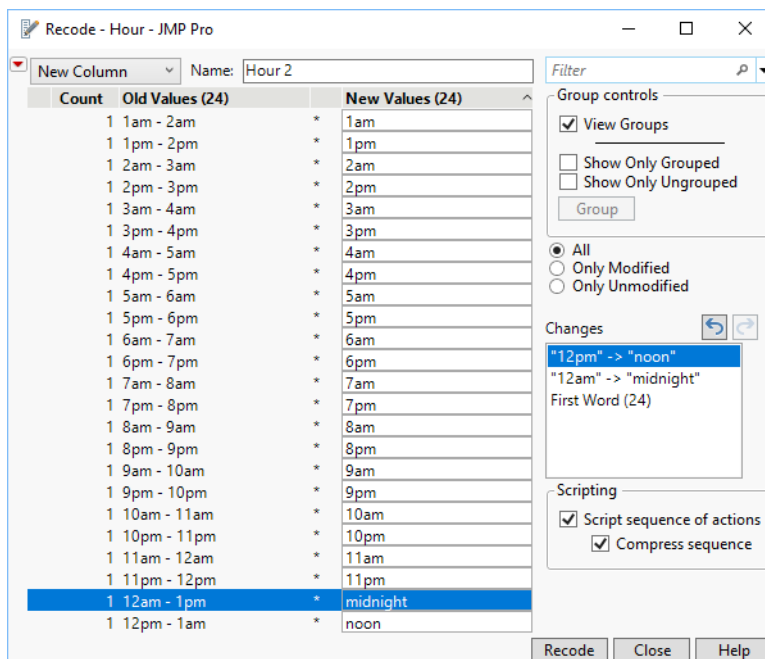 Recode - Hour - JMP Pro
New Column Name: Hour 2 Filter
Count Old Values (24) New Values (24)
1 1am - 2am * 1am
1 1pm - 2pm * 1pm
1 2am - 3am * 2am
1 2pm - 3pm * 2pm
1 3am - 4am * 3am
1 3pm - 4pm * 3pm
1 4am - 5am * 4am
1 4pm - 5pm * 4pm
1 5am - 6am * 5am
1 5pm - 6pm * 5pm
1 6am - 7am * 6am
1 6pm - 7pm * 6pm
1 7am - 8am * 7am
1 7pm - 8pm * 7pm
1 8am - 9am * 8am
1 8pm - 9pm * 8pm
1 9am - 10am * 9am
1 9pm - 10pm * 9pm
1 10am - 11am * 10am
1 10pm - 11pm * 10pm
1 11am - 12am * 11am
1 11pm - 12pm * 11pm
1 12am - 1pm * midnight
1 12pm - 1am * noon
Group controls
View Groups
Show Only Grouped
Show Only Ungrouped
Group
All
Only Modified
Only Unmodified
Changes
"12pm" -> "noon"
"12am" -> "midnight"
First Word (24)
Scripting
Script sequence of actions
Compress sequence
Recode Close Help